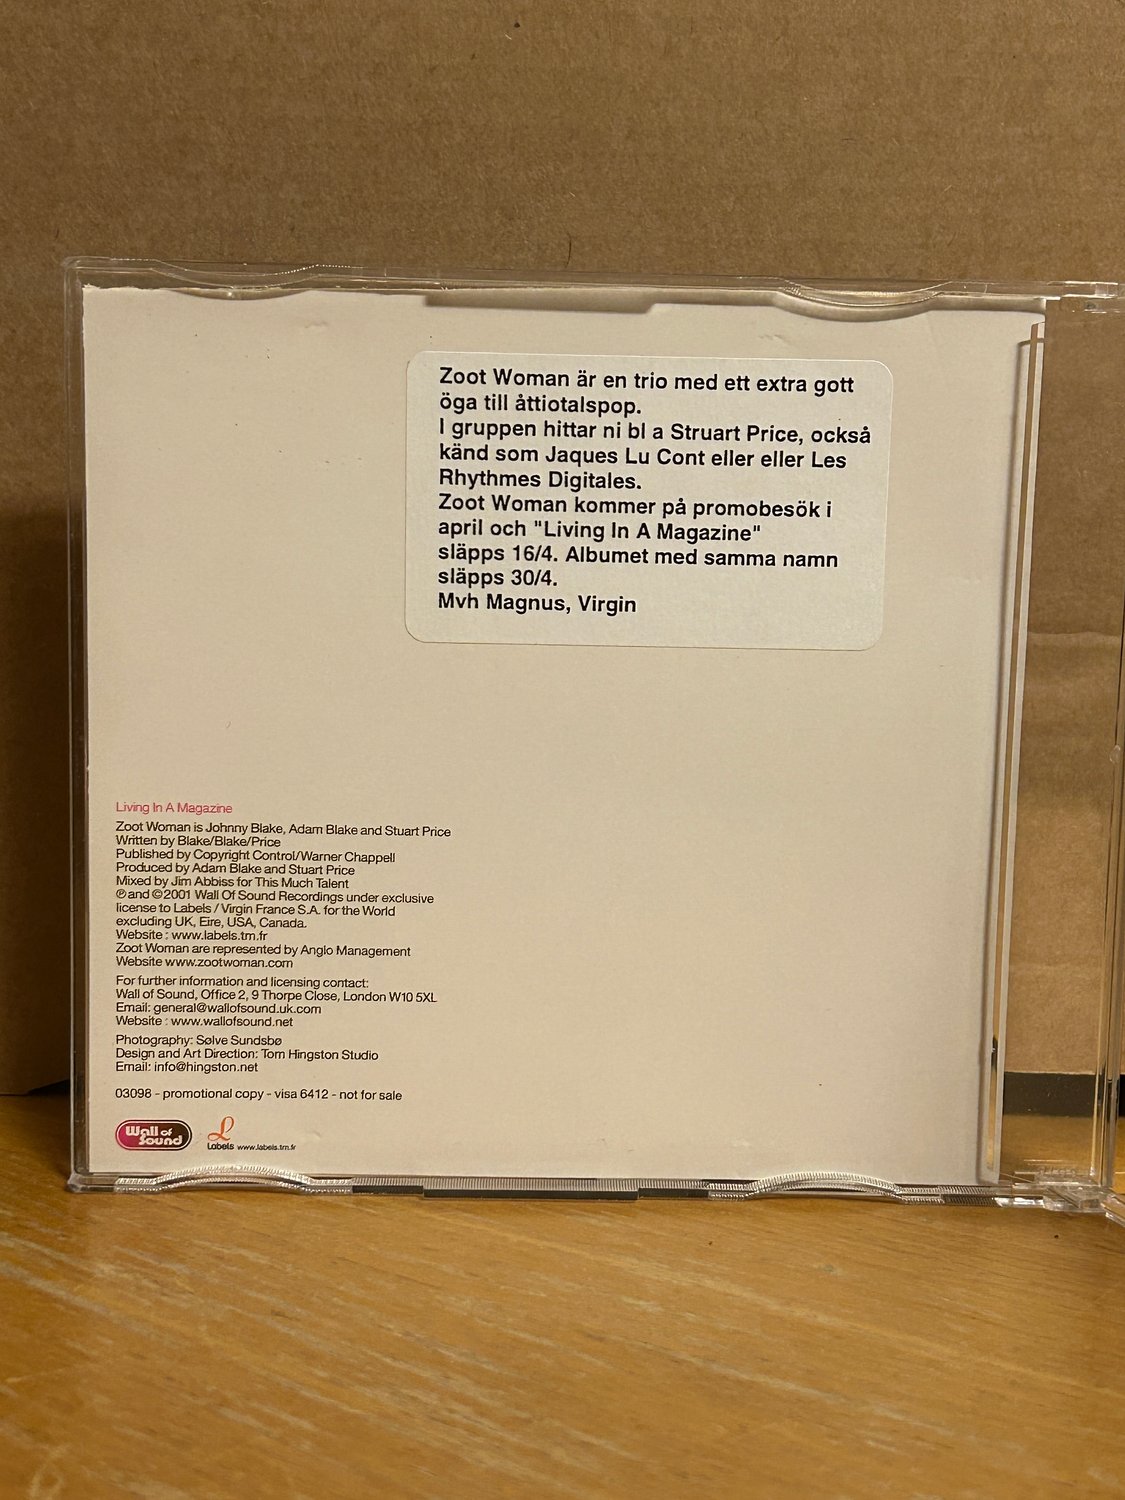 Zoot Woman är en trio med ett extra gott
öga till åttiotalspop.
I gruppen hittar ni bl a Struart Price, också
känd som Jaques Lu Cont eller eller Les
Rhythmes Digitales.
Zoot Woman kommer på promobesök i
april och "Living In A Magazine"
släpps 16/4. Albumet med samma namn
släpps 30/4.
Mvh Magnus, Virgin
Living In A Magazine
Zoot Woman is Johnny Blake, Adam Blake and Stuart Price
Written by Blake/Blake/Price
Published by Copyright Control/Warner Chappell
Produced by Adam Blake and Stuart Price
Mixed by Jim Abbiss for This Much Talent
℗ and © 2001 Wall Of Sound Recordings under exclusive
license to Labels / Virgin France S.A. for the World
excluding UK, Eire, USA, Canada.
Website : www.labels.tm.fr
Zoot Woman are represented by Anglo Management
Website www.zootwoman.com
For further information and licensing contact:
Wall of Sound, Office 2, 9 Thorpe Close, London W10 5XL
Email: general@wallofsound.uk.com
Website : www.wallofsound.net
Photography: Sølve Sundsbø
Design and Art Direction: Tom Hingston Studio
Email: info@hingston.net
03098 - promotional copy - visa 6412 - not for sale
Wall of
Sound
L
Labels www.labels.tm.fr